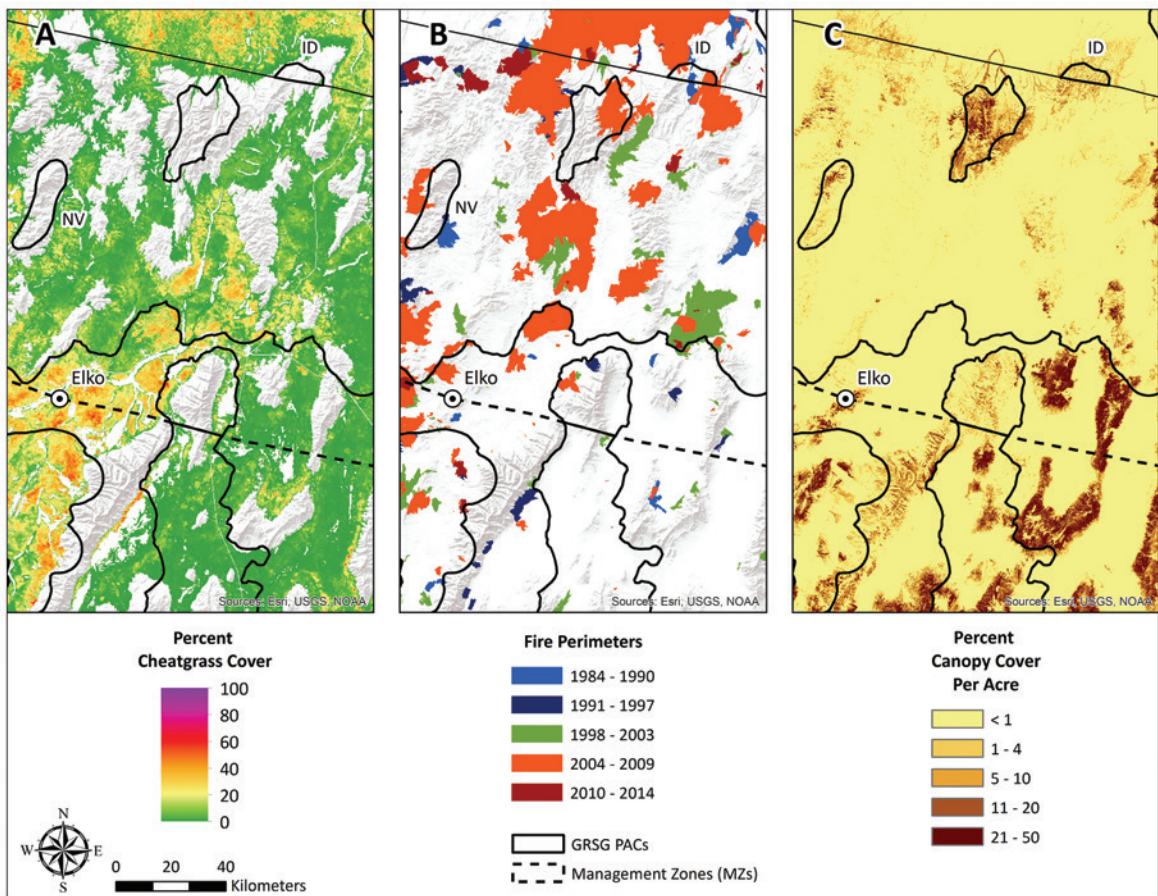 A
ID
NV
Elko
Sources: Esri, USGS, NOAA
B
ID
NV
Elko
Sources: Esri, USGS, NOAA
C
Elko
Sources: Esri, USGS, NOAA
Percent
Cheatgrass Cover
100
80
60
40
20
0
N
W E
S
0 20 40
Kilometers
Fire Perimeters
1984 - 1990
1991 - 1997
1998 - 2003
2004 - 2009
2010 - 2014
GRSG PACs
Management Zones (MZs)
Percent
Canopy Cover
Per Acre
< 1
1 - 4
5 - 10
11 - 20
21 - 50